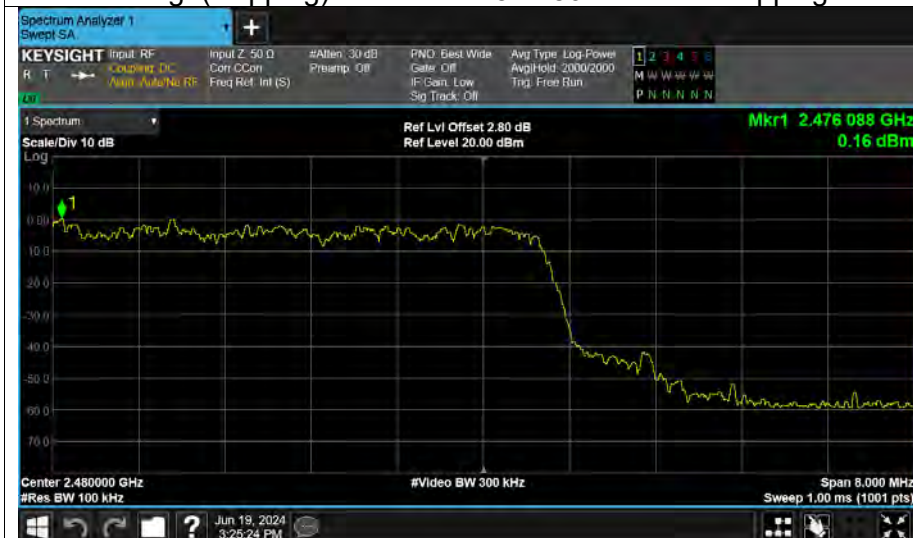 Spectrum Analyzer 1
Swept SA
+
KEYSIGHT
R T
Input: RF
Coupling: DC
Align: Auto/No RF
Input Z: 50 Ω
Corr CCorr
Freq Ref: Int (S)
#Atten: 30 dB
Preamp: Off
PNO: Best Wide
Gate: Off
IF Gain: Low
Sig Track: Off
Avg Type: Log-Power
Avg|Hold: 2000/2000
Trig: Free Run
1 2 3 4 5 6
M W W W W W
P N N N N N
1 Spectrum
Scale/Div 10 dB
Ref Lvl Offset 2.80 dB
Ref Level 20.00 dBm
Mkr1 2.476 088 GHz
0.16 dBm
Log
10.0
1
0.00
10.0
20.0
-30.0
40.0
-50.0
60.0
70.0
Center 2.480000 GHz
#Res BW 100 kHz
#Video BW 300 kHz
Span 8.000 MHz
Sweep 1.00 ms (1001 pts)
?
Jun 19, 2024
3:25:24 PM